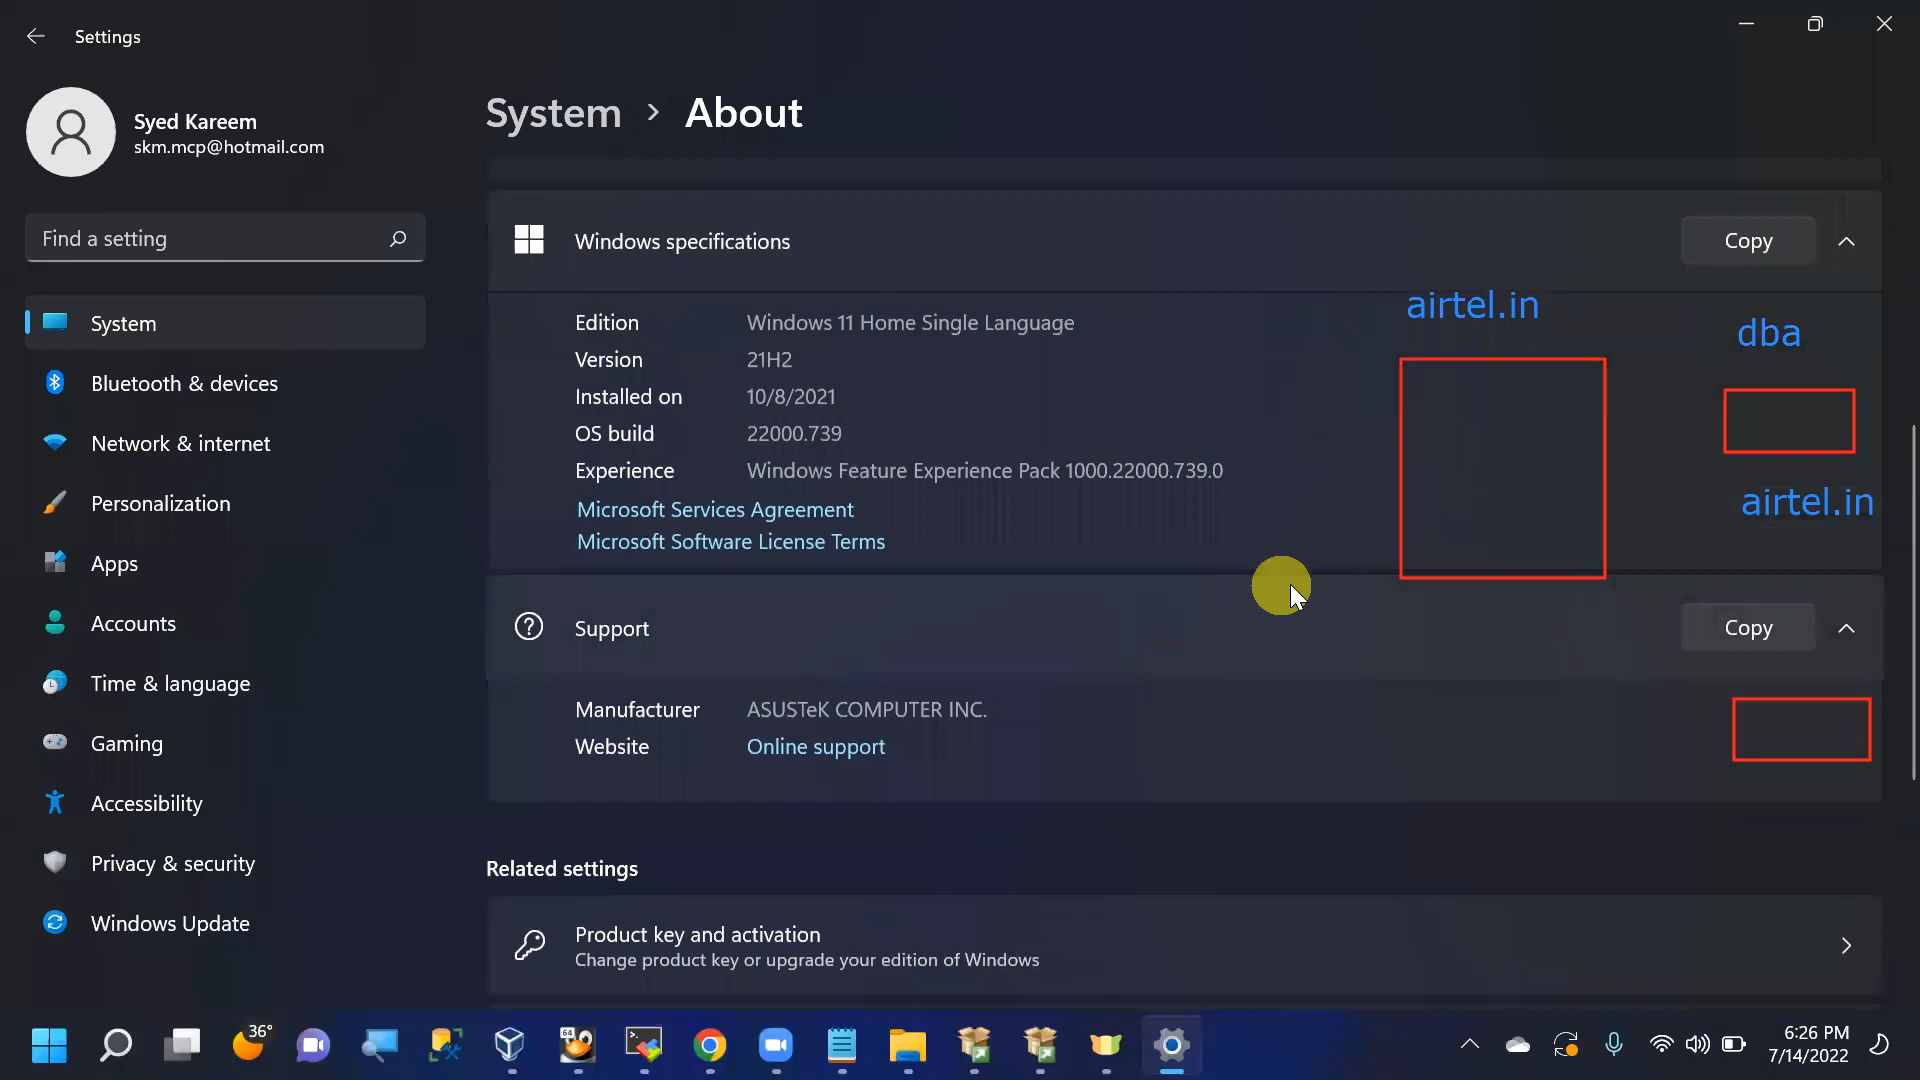 Settings
Syed Kareem
skm.mcp@hotmail.com
Find a setting
System
Bluetooth & devices
Network & internet
Personalization
Apps
Accounts
Time & language
Gaming
Accessibility
Privacy & security
Windows Update
System > About
Windows specifications Copy
Edition Windows 11 Home Single Language
Version 21H2
Installed on 10/8/2021
OS build 22000.739
Experience Windows Feature Experience Pack 1000.22000.739.0
Microsoft Services Agreement
Microsoft Software License Terms
airtel.in
dba
airtel.in
Support Copy
Manufacturer ASUSTeK COMPUTER INC.
Website Online support
Related settings
Product key and activation
Change product key or upgrade your edition of Windows
36°
64
6:26 PM
7/14/2022